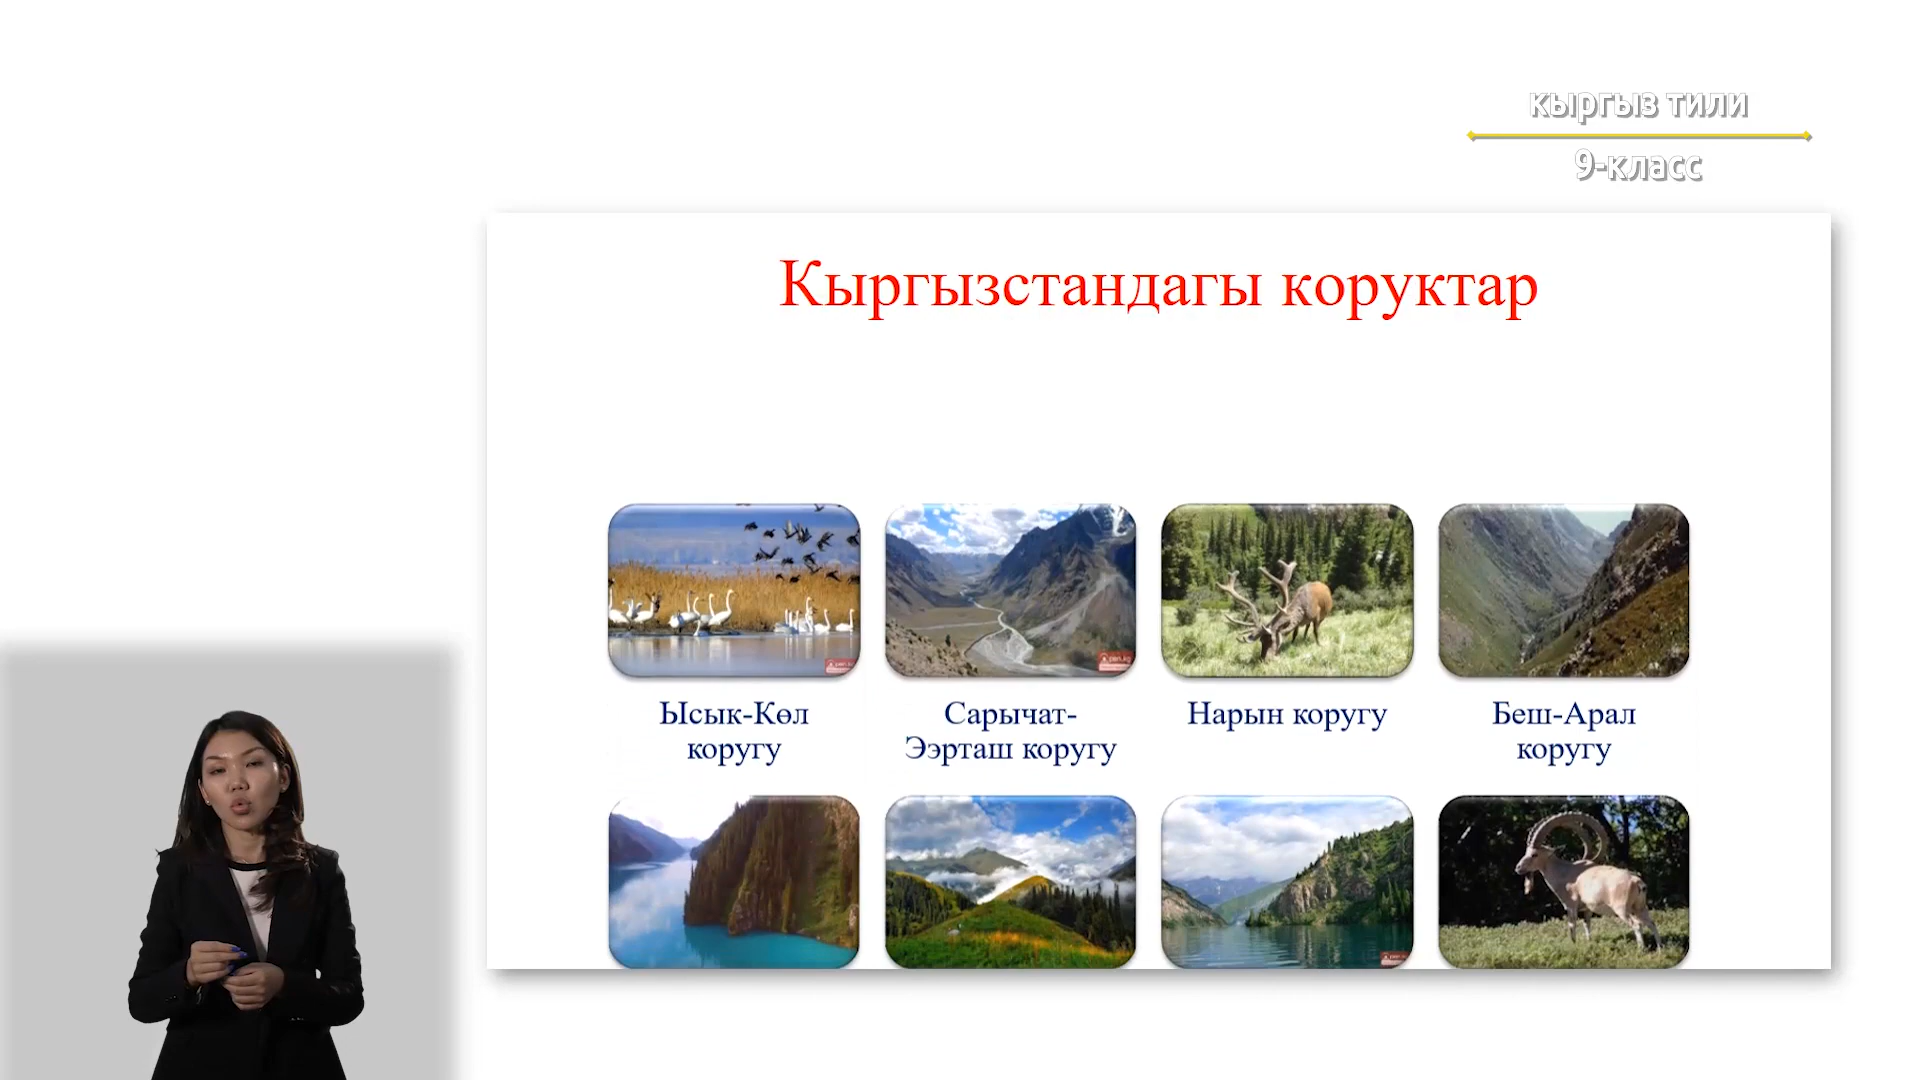 кыргыз тили
9-класс
Кыргызстандагы коруктар
Ысык-Көл
коругу
Сарычат-
Ээрташ коругу
Нарын коругу
Беш-Арал
коругу